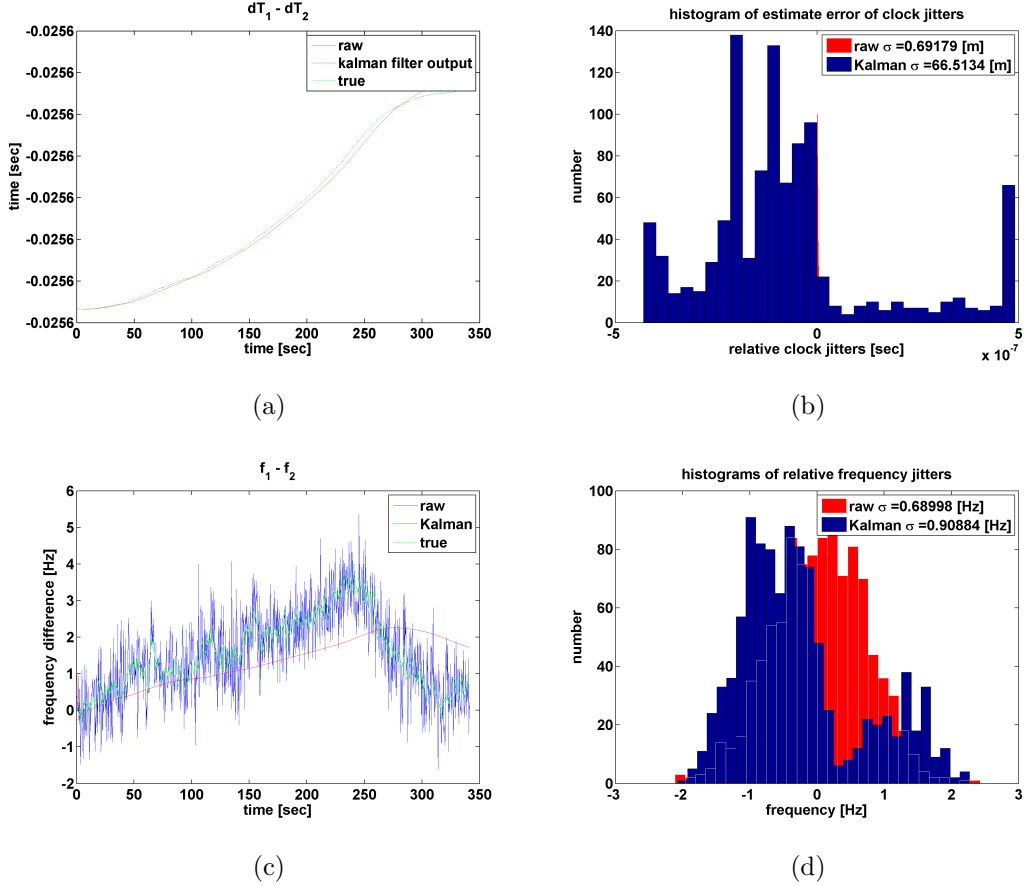 dT1 - dT2
-0.0256
-0.0256
-0.0256
-0.0256
-0.0256
-0.0256
-0.0256
-0.0256
time [sec]
raw
kalman filter output
true
0 50 100 150 200 250 300 350
time [sec]
(a)
histogram of estimate error of clock jitters
140
120
100
80
60
40
20
0
number
raw σ =0.69179 [m]
Kalman σ =66.5134 [m]
-5 0 5
relative clock jitters [sec]
x 10-7
(b)
f1 - f2
6
5
4
3
2
1
0
-1
-2
frequency difference [Hz]
raw
Kalman
true
0 50 100 150 200 250 300 350
time [sec]
(c)
histograms of relative frequency jitters
100
80
60
40
20
0
number
raw σ =0.68998 [Hz]
Kalman σ =0.90884 [Hz]
-3 -2 -1 0 1 2 3
frequency [Hz]
(d)